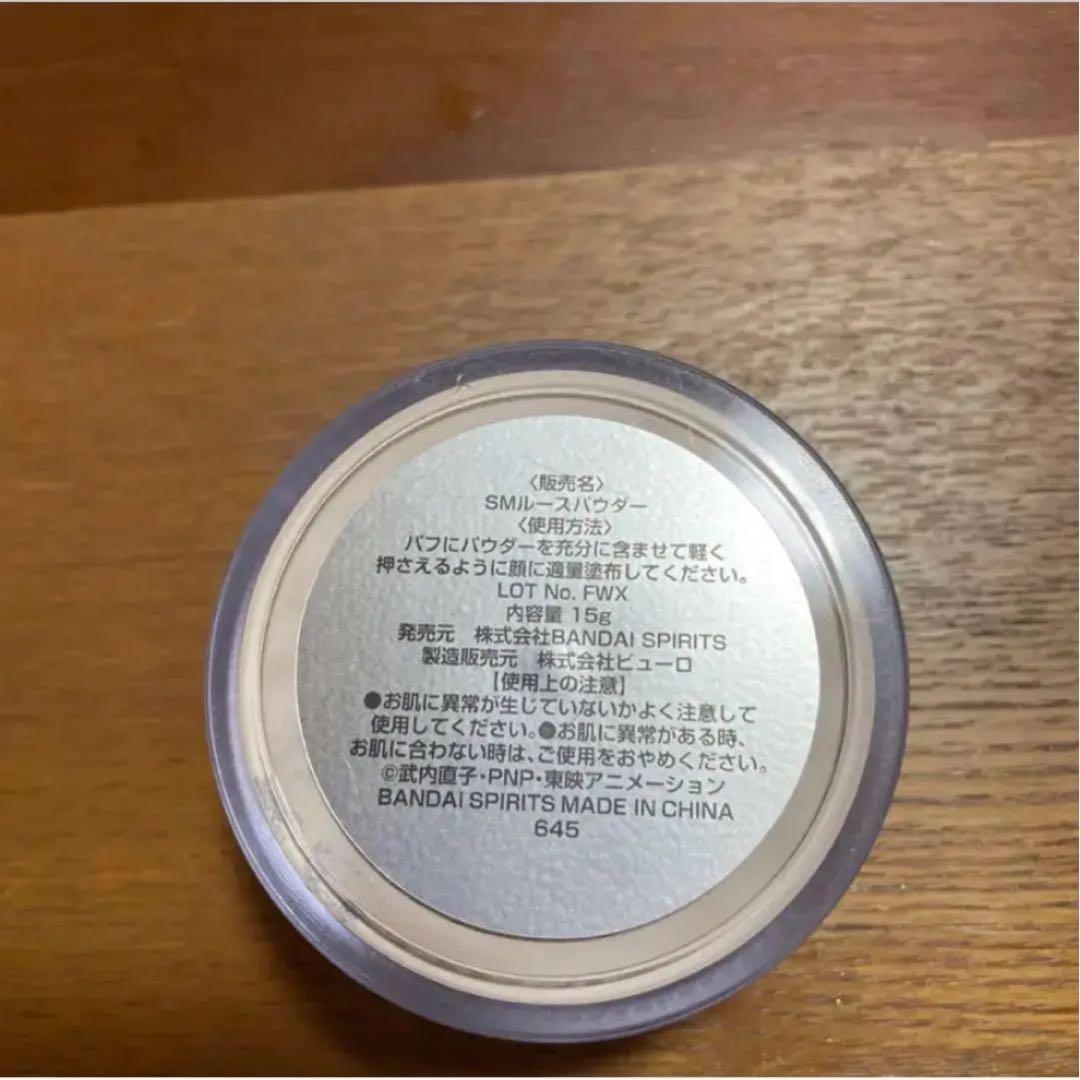 〈販売名〉
SMルースパウダー
〈使用方法〉
パフにパウダーを充分に含ませて軽く
押さえるように顔に適量塗布してください。
LOT No. FWX
内容量 15g
発売元 株式会社BANDAI SPIRITS
製造販売元 株式会社ピューロ
【使用上の注意】
●お肌に異常が生じていないかよく注意して
使用してください。●お肌に異常がある時、
お肌に合わない時は、ご使用をおやめください。
©武内直子・PNP・東映アニメーション
BANDAI SPIRITS MADE IN CHINA
645